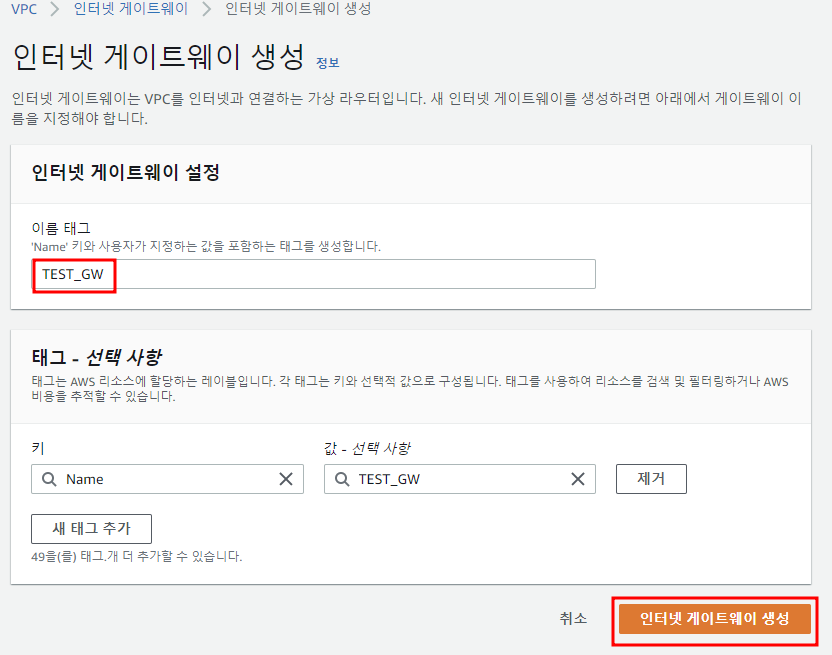 VPC > 인터넷 게이트웨이 > 인터넷 게이트웨이 생성
인터넷 게이트웨이 생성 정보
인터넷 게이트웨이는 VPC를 인터넷과 연결하는 가상 라우터입니다. 새 인터넷 게이트웨이를 생성하려면 아래에서 게이트웨이 이
름을 지정해야 합니다.
인터넷 게이트웨이 설정
이름 태그
'Name' 키와 사용자가 지정하는 값을 포함하는 태그를 생성합니다.
TEST_GW
태그 - 선택 사항
태그는 AWS 리소스에 할당하는 레이블입니다. 각 태그는 키와 선택적 값으로 구성됩니다. 태그를 사용하여 리소스를 검색 및 필터링하거나 AWS
비용을 추적할 수 있습니다.
키 값 - 선택 사항
Name TEST_GW 제거
새 태그 추가
49을(를) 태그.개 더 추가할 수 있습니다.
취소 인터넷 게이트웨이 생성